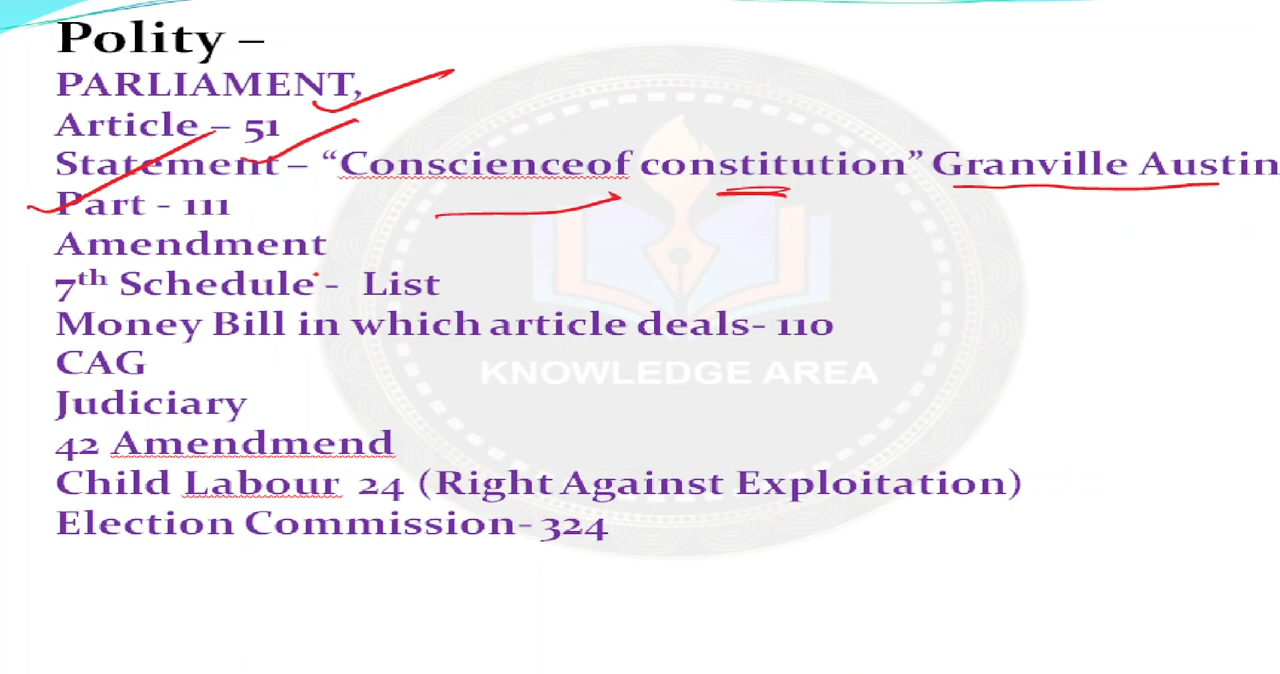 Polity –
PARLIAMENT,
Article – 51
Statement – “Conscienceof constitution” Granville Austin
Part - 111
Amendment
7th Schedule - List
Money Bill in which article deals- 110
CAG
Judiciary
42 Amendmend
Child Labour 24 (Right Against Exploitation)
Election Commission- 324
KNOWLEDGE AREA